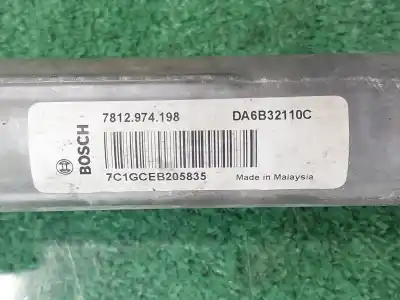 7812.974.198 DA6B32110C
BOSCH
7C1GCEB205835 Made in Malaysia